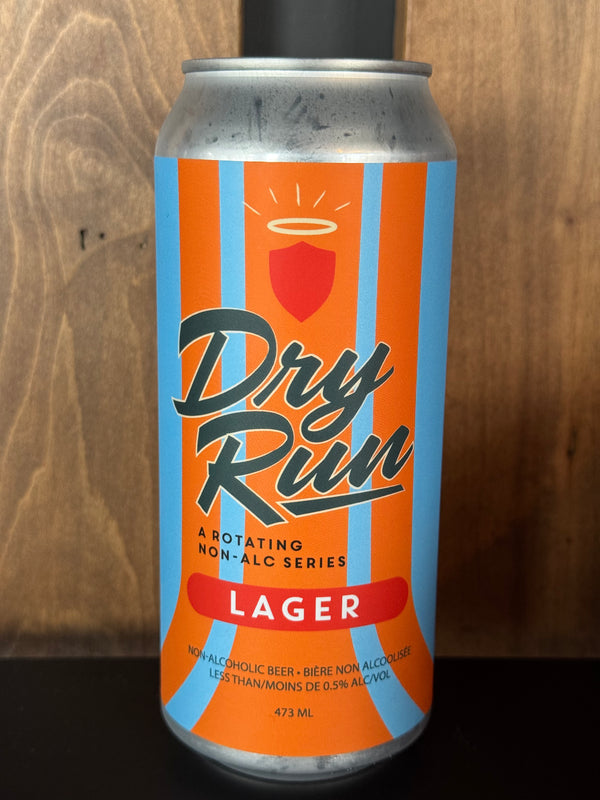 Dry
Run
A ROTATING
NON-ALC SERIES
LAGER
NON-ALCOHOLIC BEER • BIÈRE NON ALCOOLISÉE
LESS THAN/MOINS DE 0.5% ALC/VOL
473 ML